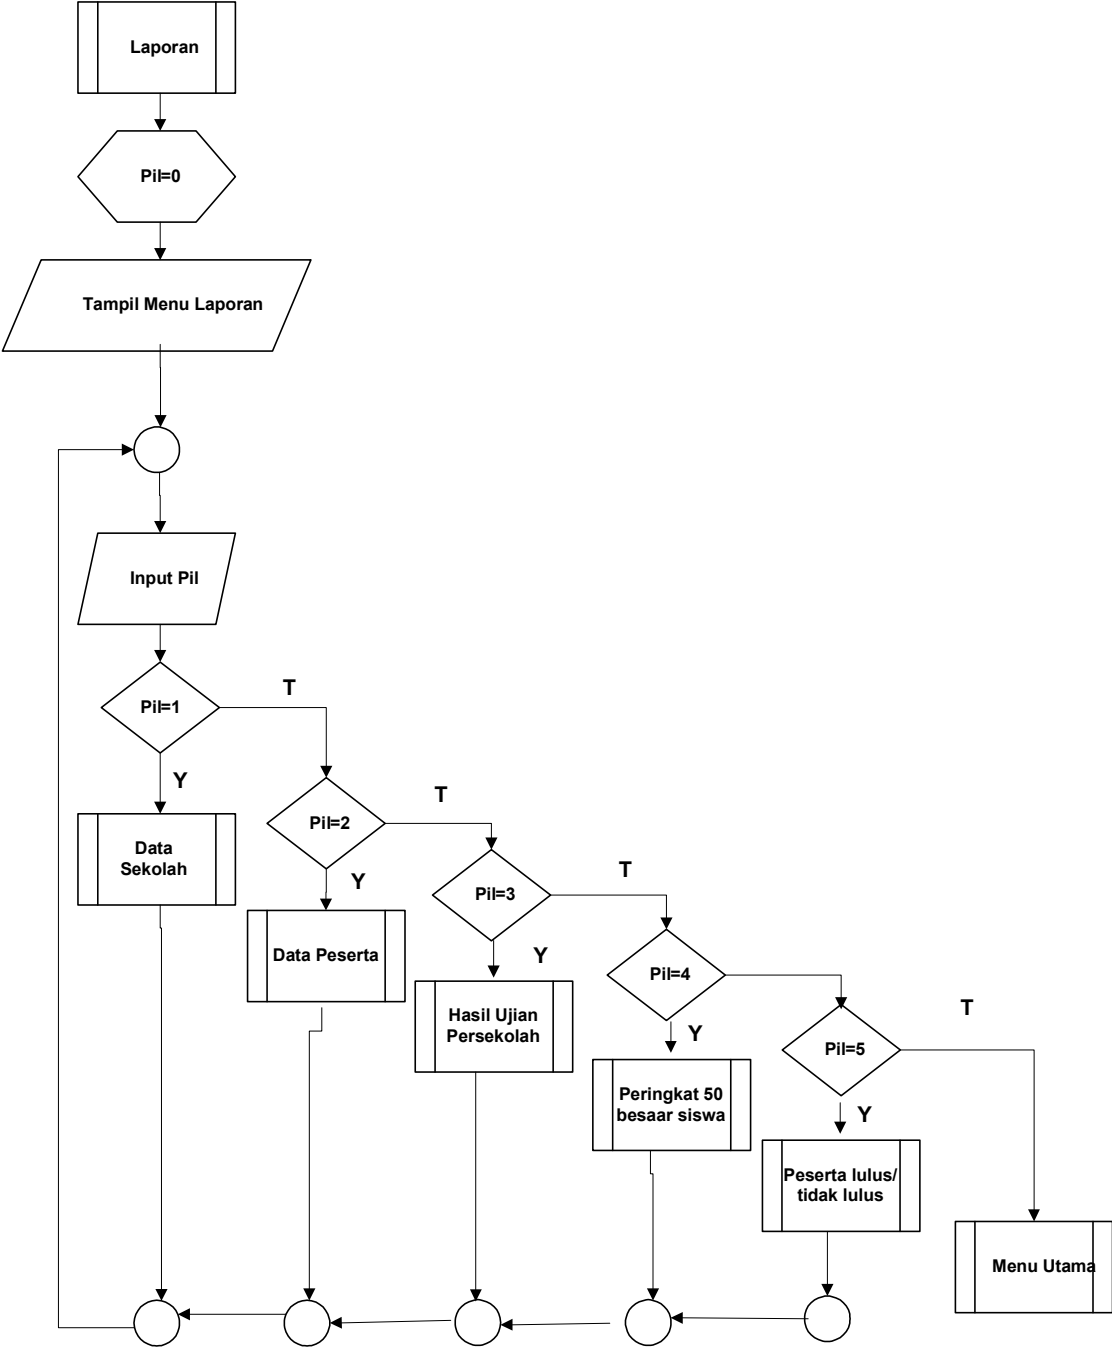 Laporan
Pil=0
Tampil Menu Laporan
Input Pil
Pil=1
T
Y
Data
Sekolah
Pil=2
T
Y
Data Peserta
Pil=3
T
Y
Hasil Ujian
Persekolah
Pil=4
Y
Peringkat 50
besaar siswa
Pil=5
T
Y
Peserta lulus/
tidak lulus
Menu Utama